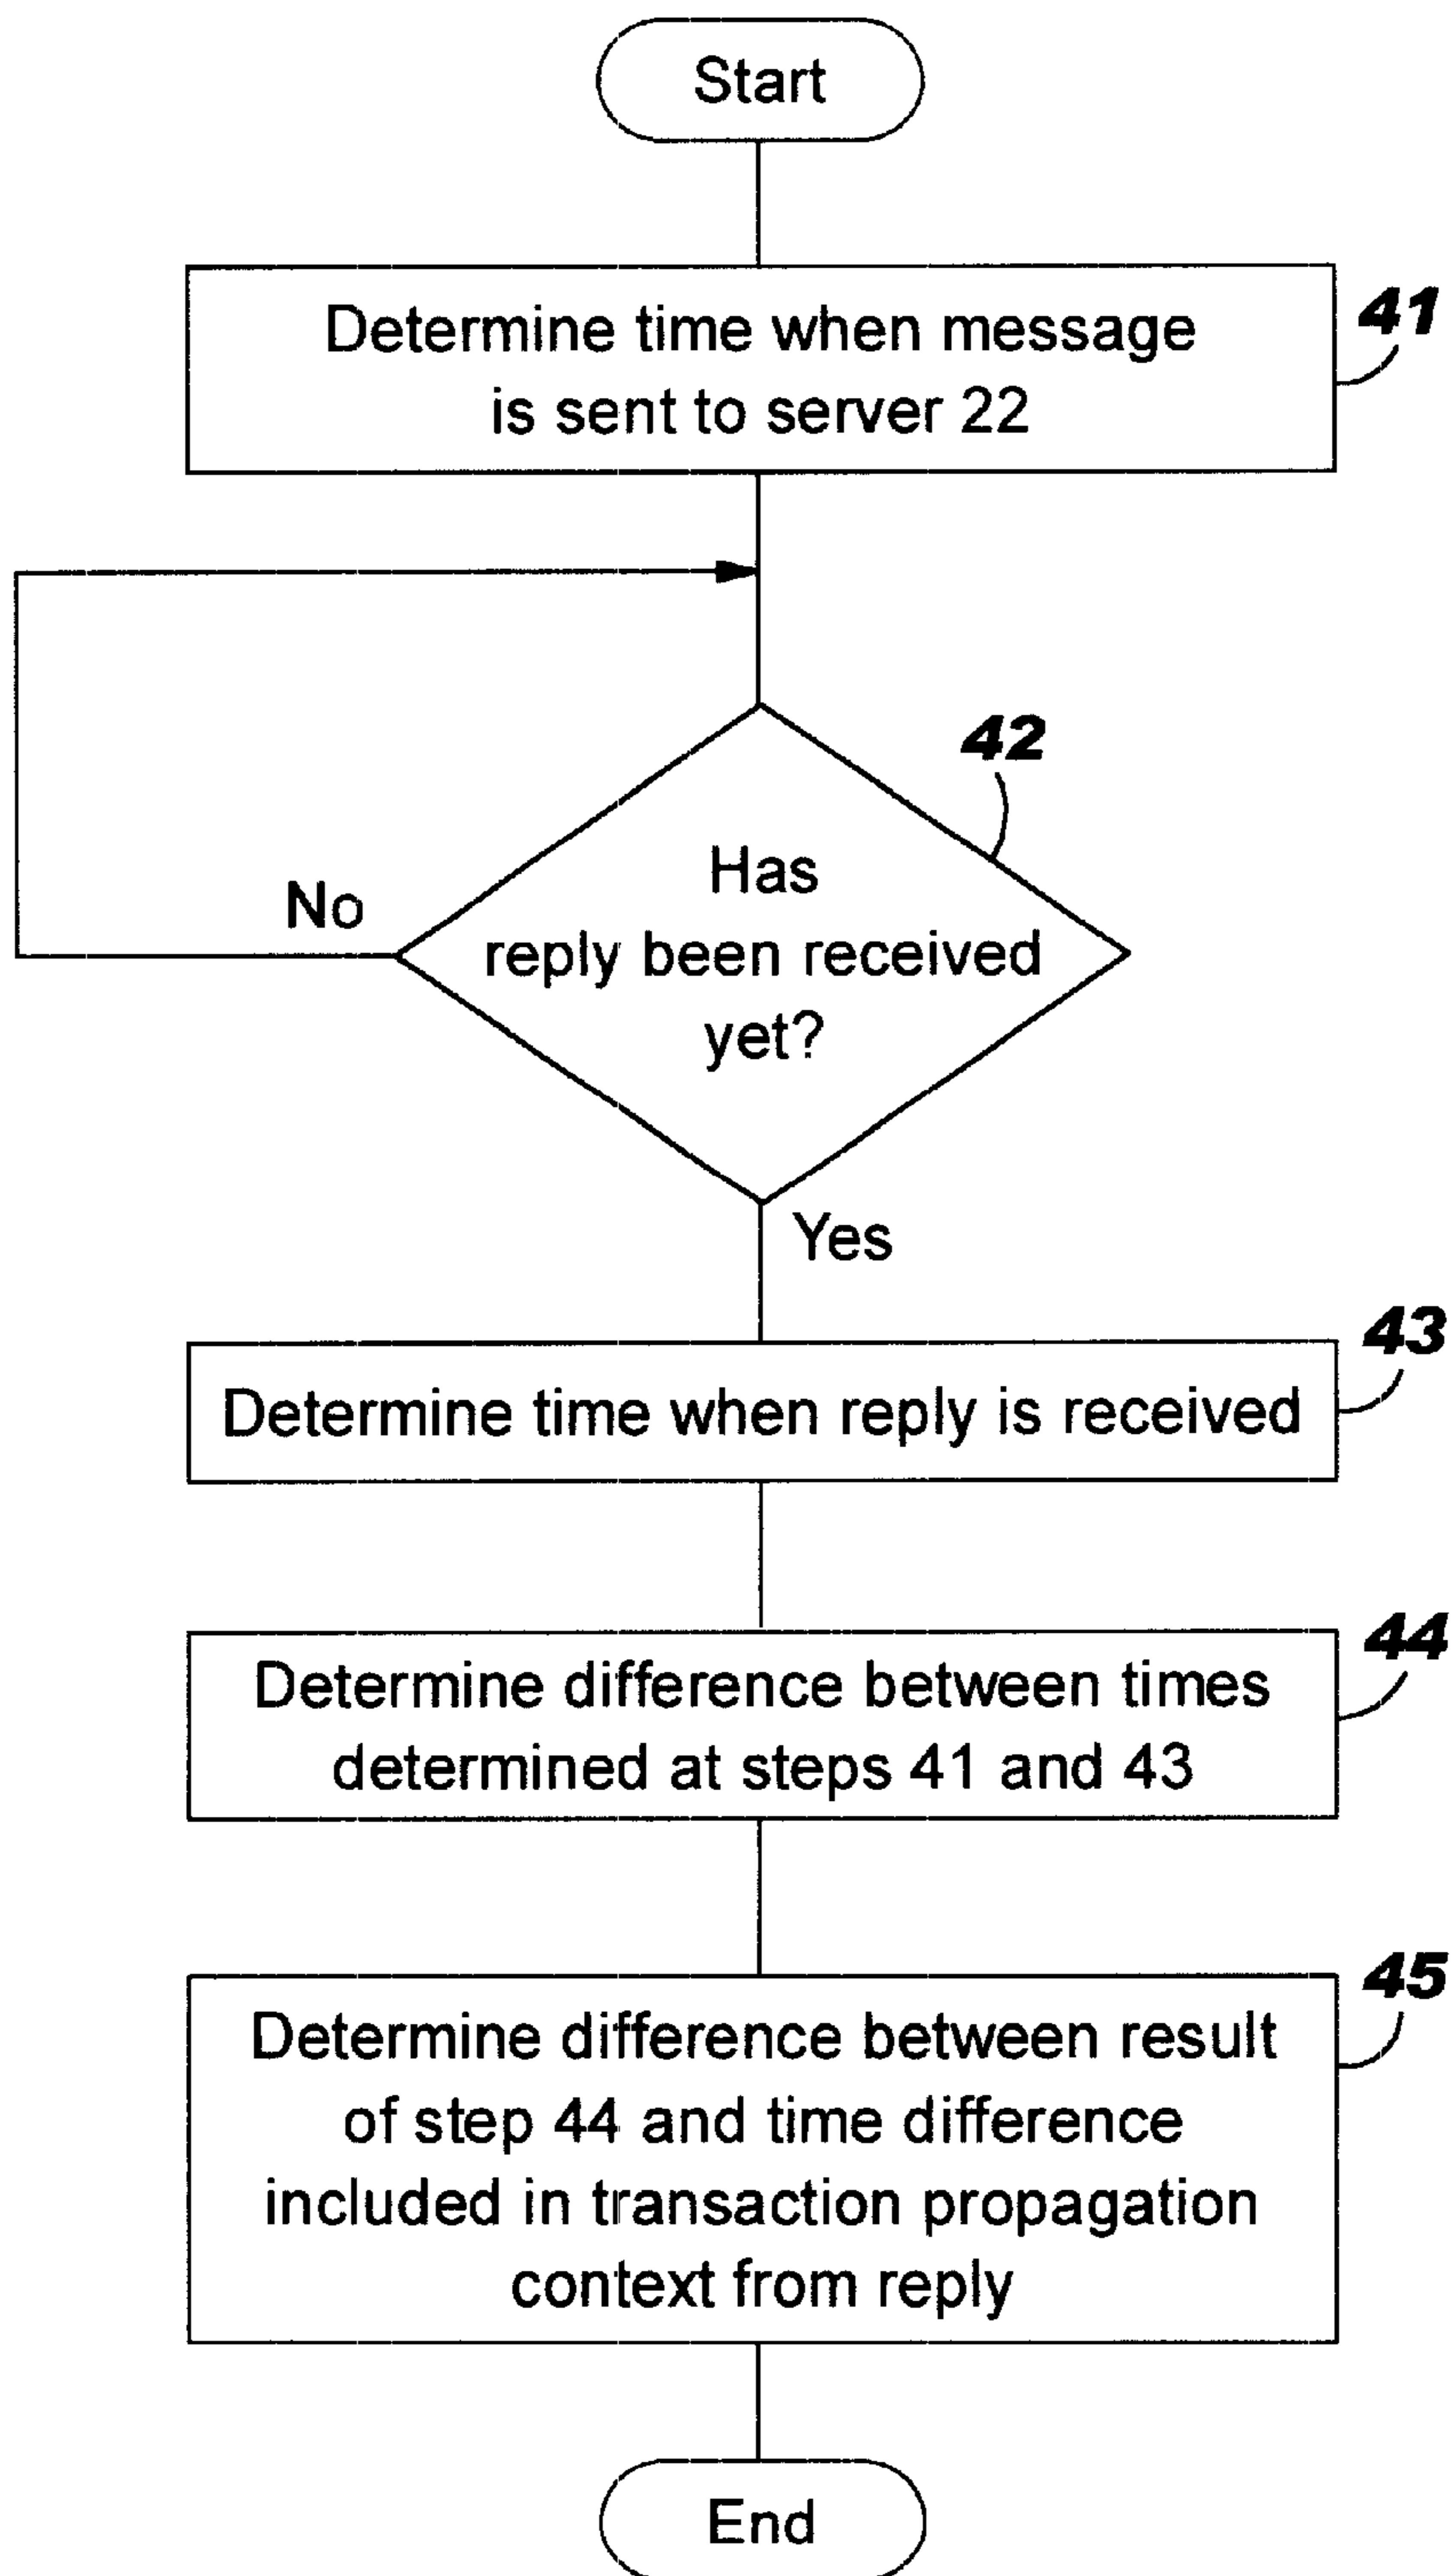 Start
Determine time when message
is sent to server 22
41
42
Has
reply been received
yet?
No
Yes
43
Determine time when reply is received
44
Determine difference between times
determined at steps 41 and 43
45
Determine difference between result
of step 44 and time difference
included in transaction propagation
context from reply
End